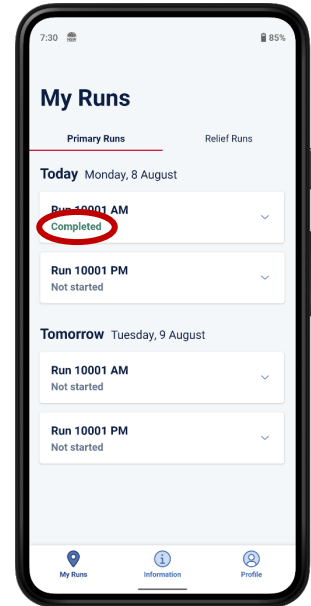 7:30 85%
My Runs
Primary Runs Relief Runs
Today Monday, 8 August
Run 10001 AM
Completed
Run 10001 PM
Not started
Tomorrow Tuesday, 9 August
Run 10001 AM
Not started
Run 10001 PM
Not started
My Runs Information Profile